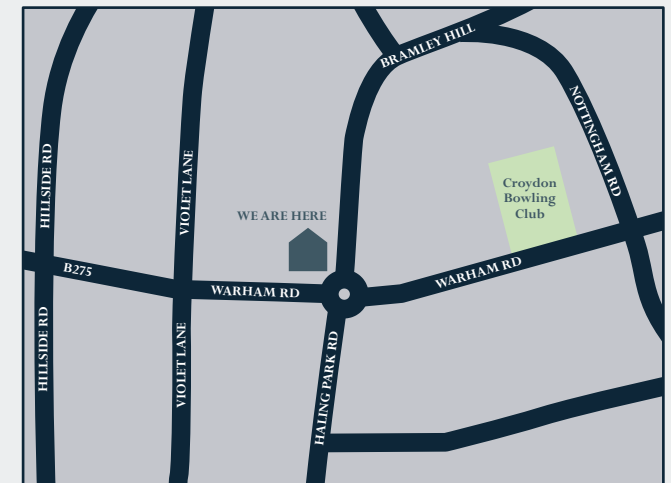 BRAMLEY HILL
NOTTINGHAM RD
HILLSIDE RD
VIOLET LANE
Croydon
Bowling
Club
WE ARE HERE
B275
WARHAM RD
WARHAM RD
HILLSIDE RD
VIOLET LANE
HALING PARK RD